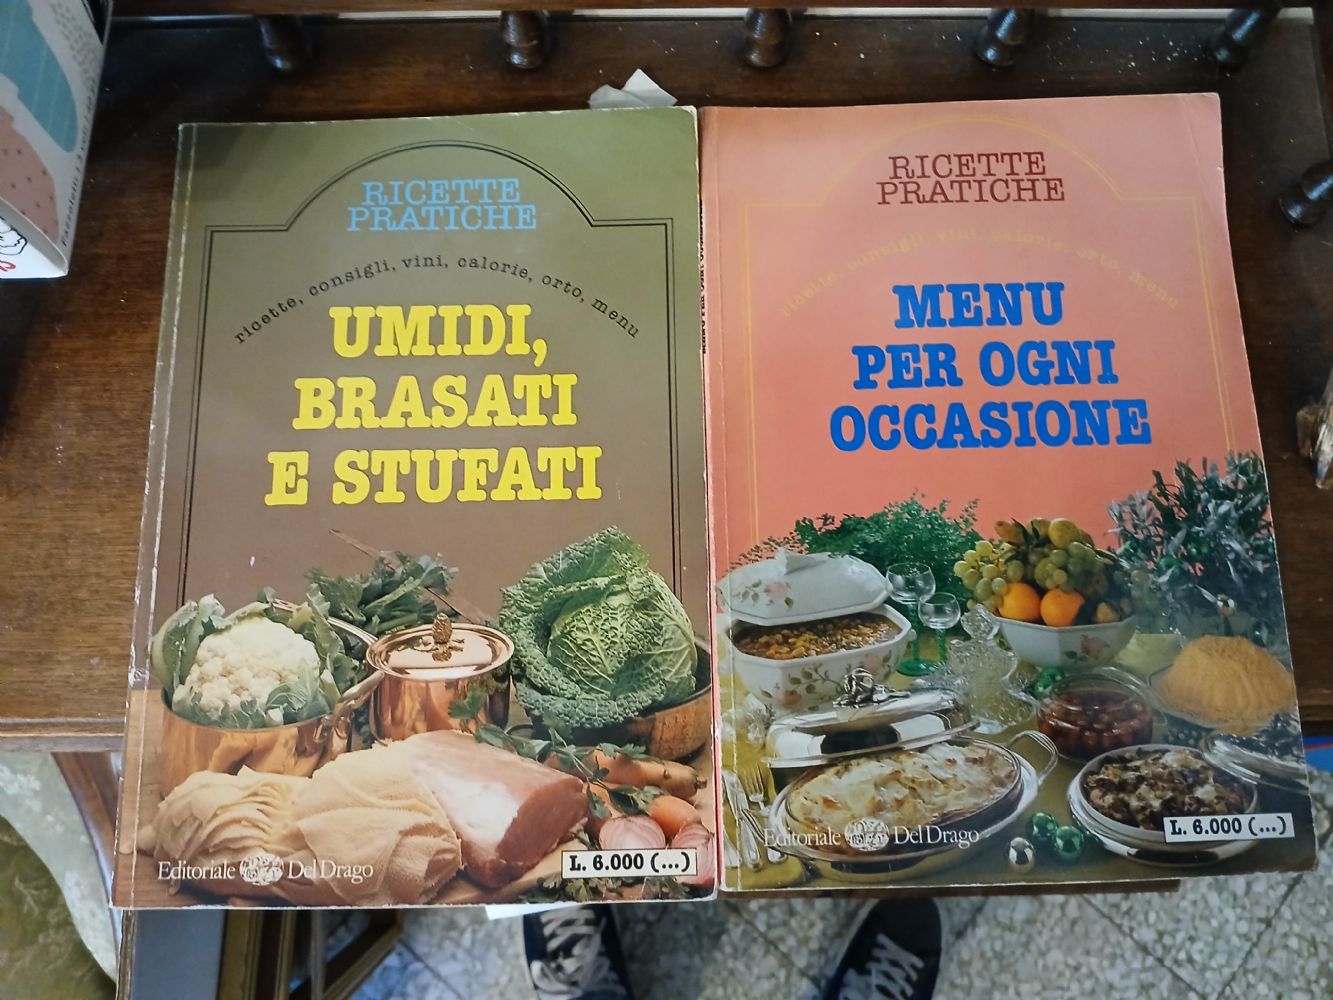 RICETTE
PRATICHE
ricette, consigli, vini, calorie, orto, menu
UMIDI,
BRASATI
E STUFATI
Editoriale Del Drago
L. 6.000 (...)
RICETTE
PRATICHE
ricette, consigli, vini, calorie, orto, menu
MENU
PER OGNI
OCCASIONE
Editoriale Del Drago
L. 6.000 (...)